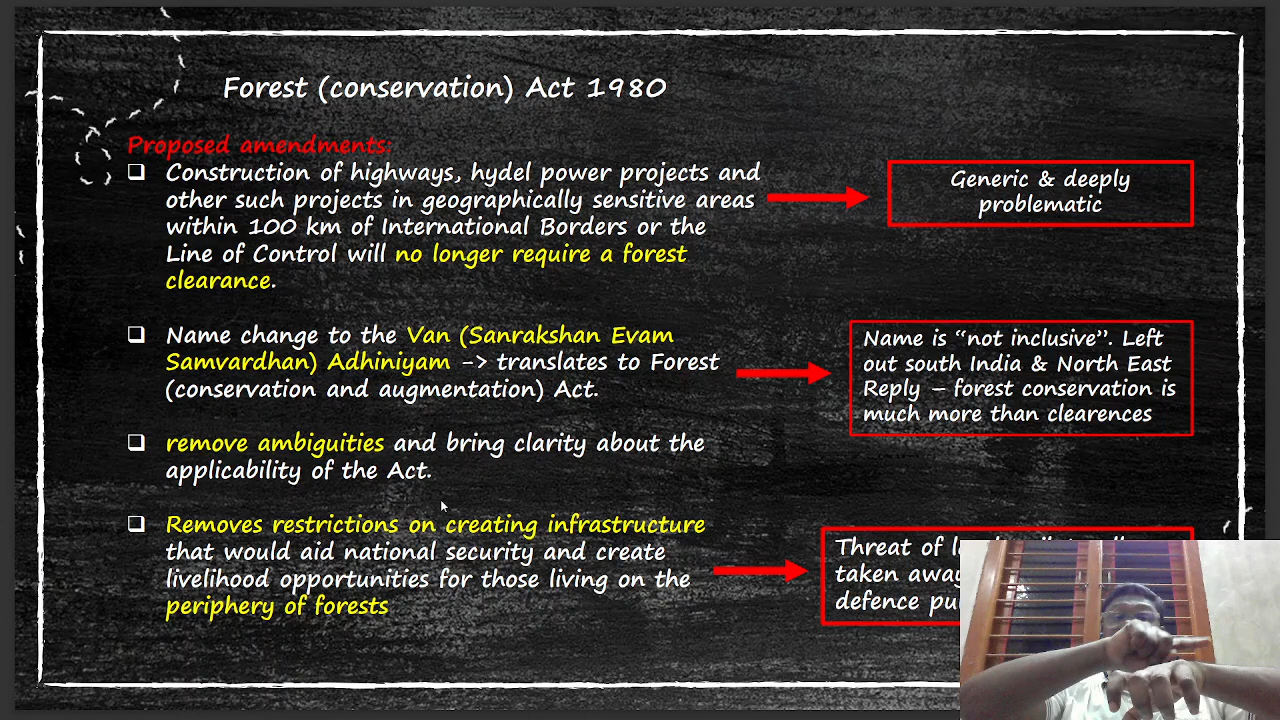 Forest (conservation) Act 1980
Proposed amendments:
Construction of highways, hydel power projects and
other such projects in geographically sensitive areas
within 100 km of International Borders or the
Line of Control will no longer require a forest
clearance.
Generic & deeply
problematic
Name change to the Van (Sanrakshan Evam
Samvardhan) Adhiniyam -> translates to Forest
(conservation and augmentation) Act.
Name is “not inclusive”. Left
out south India & North East
Reply – forest conservation is
much more than clearences
remove ambiguities and bring clarity about the
applicability of the Act.
Removes restrictions on creating infrastructure
that would aid national security and create
livelihood opportunities for those living on the
periphery of forests
Threat of
taken away
defence